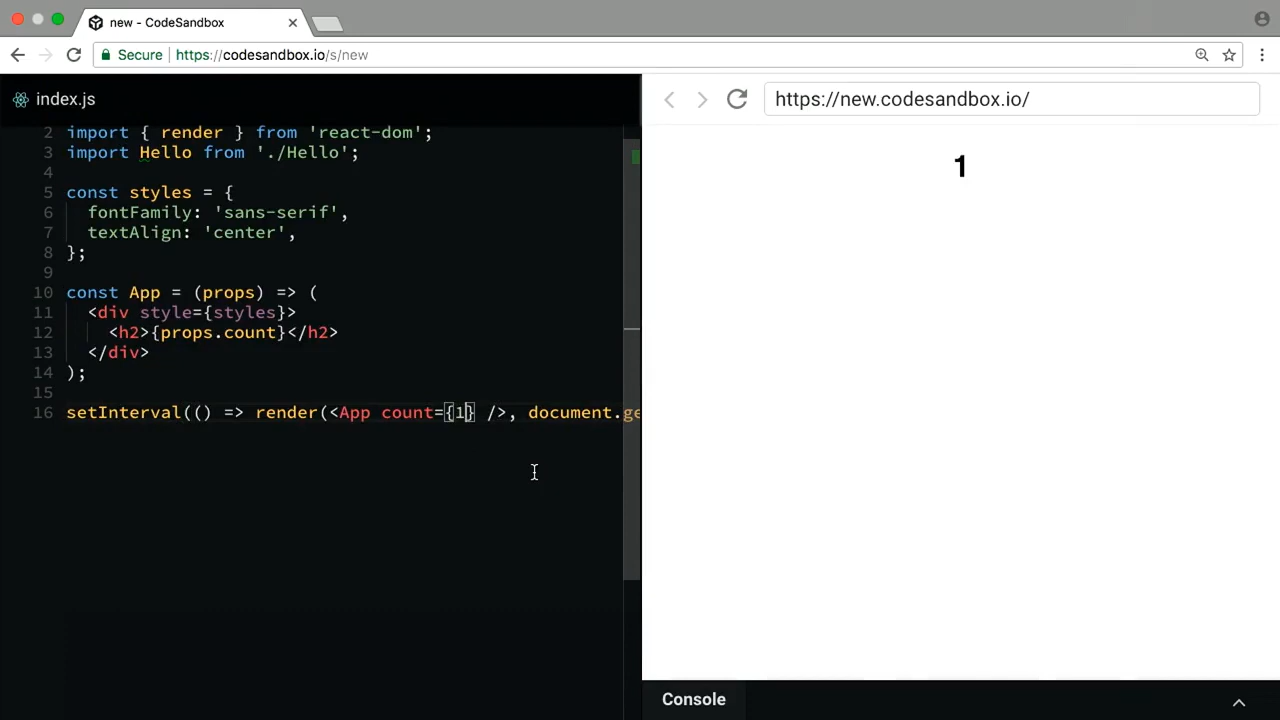 new - CodeSandbox
Secure https://codesandbox.io/s/new
index.js
2 import { render } from 'react-dom';
3 import Hello from './Hello';
4
5 const styles = {
6 fontFamily: 'sans-serif',
7 textAlign: 'center',
8 };
9
10 const App = (props) => (
11 <div style={styles}>
12 <h2>{props.count}</h2>
13 </div>
14 );
15
16 setInterval(() => render(<App count={1} />, document.ge
https://new.codesandbox.io/
1
Console